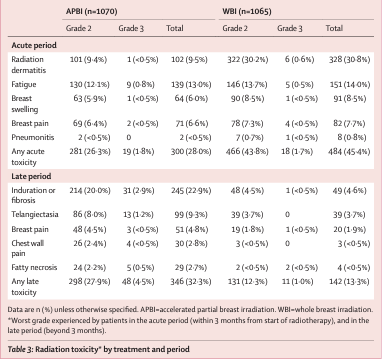 APBI (n=1070) WBI (n=1065)
Grade 2 Grade 3 Total Grade 2 Grade 3 Total
Acute period
Radiation dermatitis 101 (9·4%) 1 (<0·5%) 102 (9·5%) 322 (30·2%) 6 (0·6%) 328 (30·8%)
Fatigue 130 (12·1%) 9 (0·8%) 139 (13·0%) 146 (13·7%) 5 (0·5%) 151 (14·0%)
Breast swelling 63 (5·9%) 1 (<0·5%) 64 (6·0%) 90 (8·5%) 1 (<0·5%) 91 (8·5%)
Breast pain 69 (6·4%) 2 (<0·5%) 71 (6·6%) 78 (7·3%) 4 (<0·5%) 82 (7·7%)
Pneumonitis 2 (<0·5%) 0 2 (<0·5%) 7 (0·7%) 1 (<0·5%) 8 (0·8%)
Any acute toxicity 281 (26·3%) 19 (1·8%) 300 (28·0%) 466 (43·8%) 18 (1·7%) 484 (45·4%)
Late period
Induration or fibrosis 214 (20·0%) 31 (2·9%) 245 (22·9%) 48 (4·5%) 1 (<0·5%) 49 (4·6%)
Telangiectasia 86 (8·0%) 13 (1·2%) 99 (9·3%) 39 (3·7%) 0 39 (3·7%)
Breast pain 48 (4·5%) 3 (<0·5%) 51 (4·8%) 19 (1·8%) 1 (<0·5%) 20 (1·9%)
Chest wall pain 26 (2·4%) 4 (<0·5%) 30 (2·8%) 3 (<0·5%) 0 3 (<0·5%)
Fatty necrosis 24 (2·2%) 5 (0·5%) 29 (2·7%) 2 (<0·5%) 2 (<0·5%) 4 (<0·5%)
Any late toxicity 298 (27·9%) 48 (4·5%) 346 (32·3%) 131 (12·3%) 11 (1·0%) 142 (13·3%)
Data are n (%) unless otherwise specified. APBI=accelerated partial breast irradiation. WBI=whole breast irradiation.
*Worst grade experienced by patients in the acute period (within 3 months from start of radiotherapy), and in the
late period (beyond 3 months).
Table 3: Radiation toxicity* by treatment and period